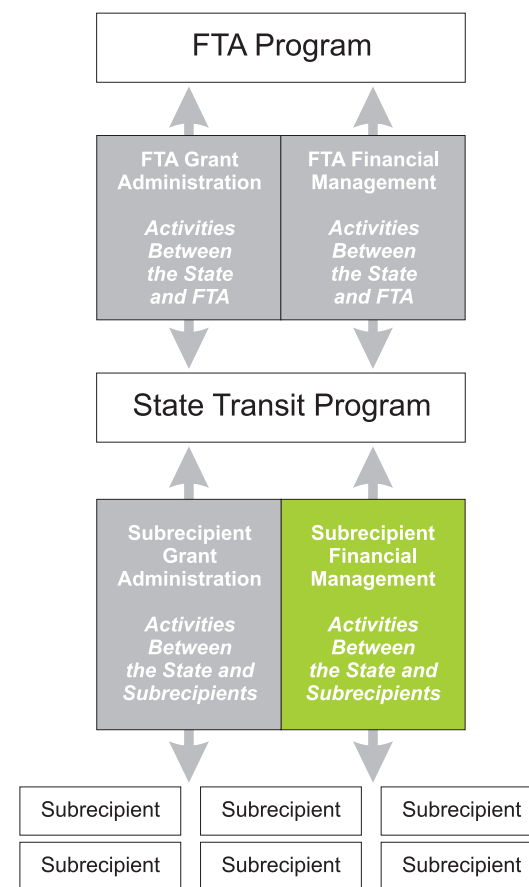 FTA Program
FTA Grant
Administration
Activities
Between
the State
and FTA
FTA Financial
Management
Activities
Between
the State
and FTA
State Transit Program
Subrecipient
Grant
Administration
Activities
Between
the State and
Subrecipients
Subrecipient
Financial
Management
Activities
Between
the State and
Subrecipients
Subrecipient Subrecipient Subrecipient
Subrecipient Subrecipient Subrecipient